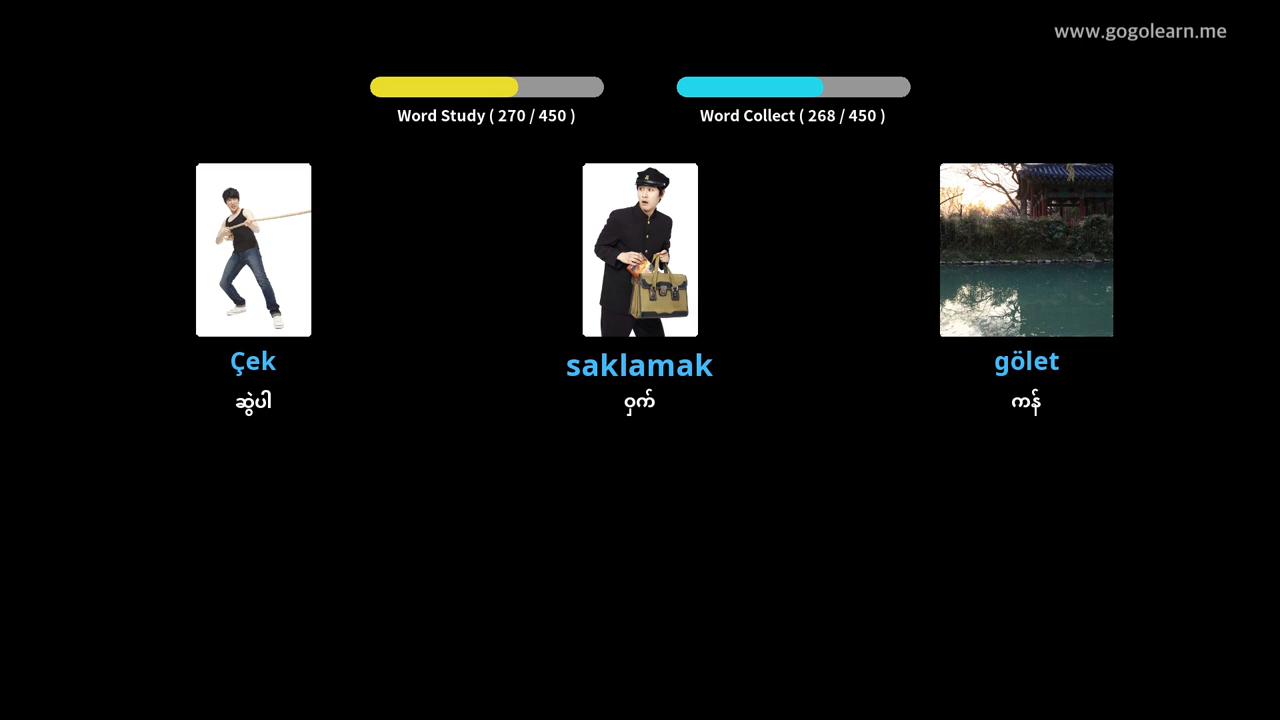 www.gogolearn.me
Word Study ( 270 / 450 )
Word Collect ( 268 / 450 )
Çek
saklamak
gölet
ဆွဲပါ
ဝှက်
ကန်